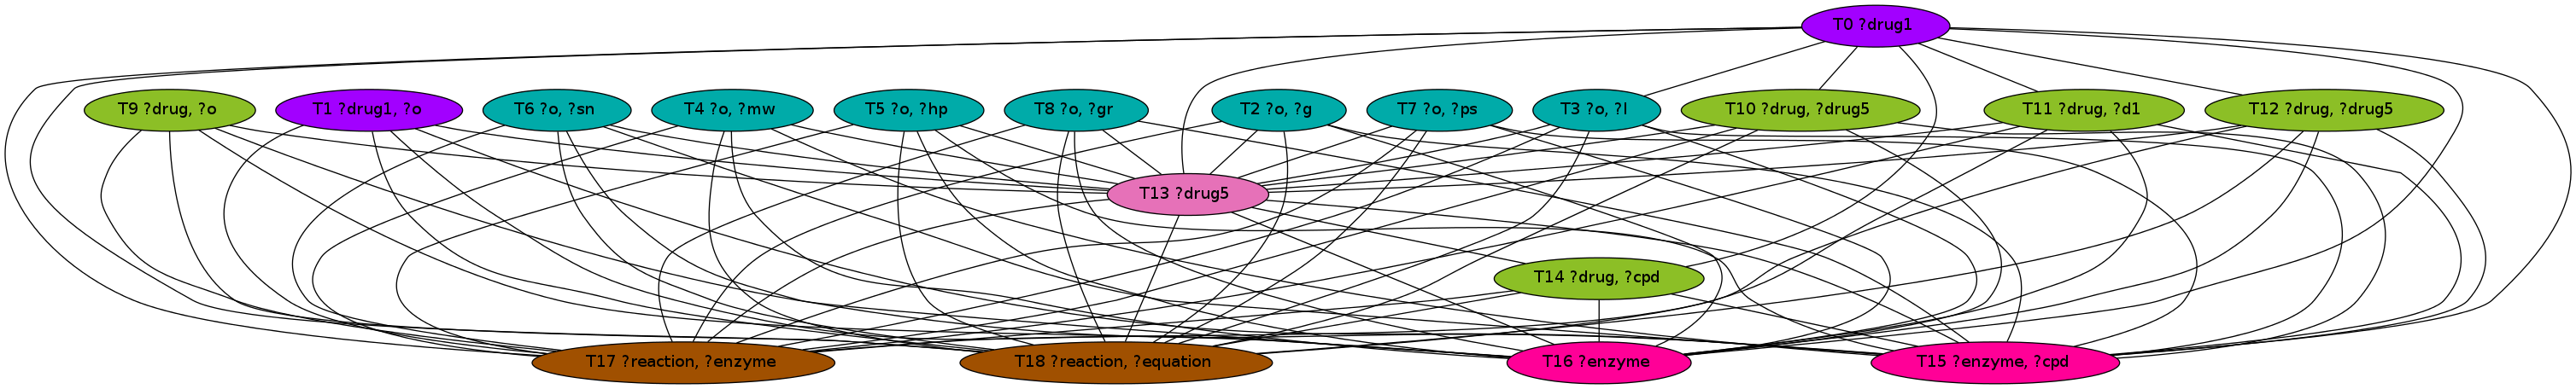 T0 ?drug1
T9 ?drug, ?o
T1 ?drug1, ?o
T6 ?o, ?sn
T4 ?o, ?mw
T5 ?o, ?hp
T8 ?o, ?gr
T2 ?o, ?g
T7 ?o, ?ps
T3 ?o, ?l
T10 ?drug, ?drug5
T11 ?drug, ?d1
T12 ?drug, ?drug5
T13 ?drug5
T14 ?drug, ?cpd
T17 ?reaction, ?enzyme
T18 ?reaction, ?equation
T16 ?enzyme
T15 ?enzyme, ?cpd